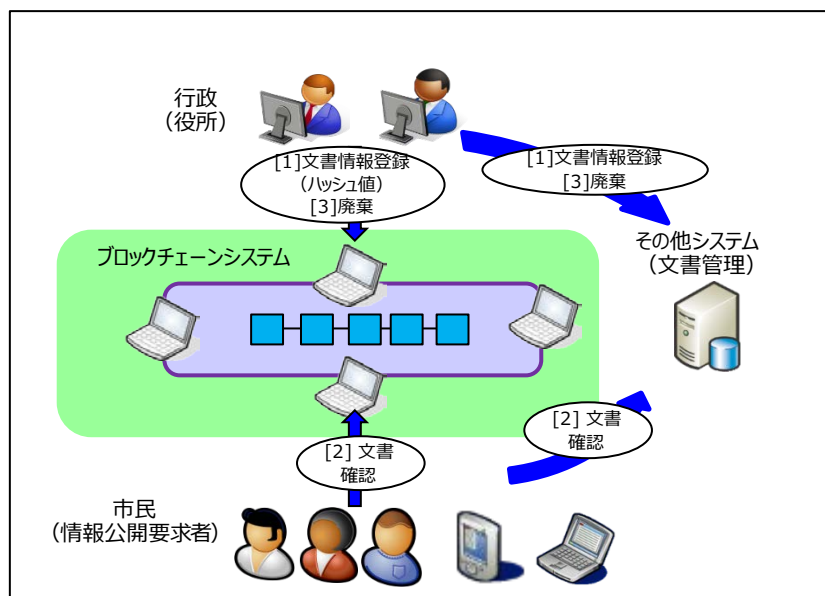 行政
（役所）
[1]文書情報登録
（ハッシュ値）
[3]廃棄
[1]文書情報登録
[3]廃棄
その他システム
（文書管理）
ブロックチェーンシステム
[2] 文書
確認
[2] 文書
確認
市民
（情報公開要求者）